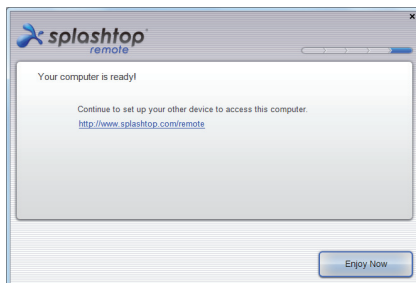 splashtop
remote
Your computer is ready!
Continue to set up your other device to access this computer.
http://www.splashtop.com/remote
Enjoy Now